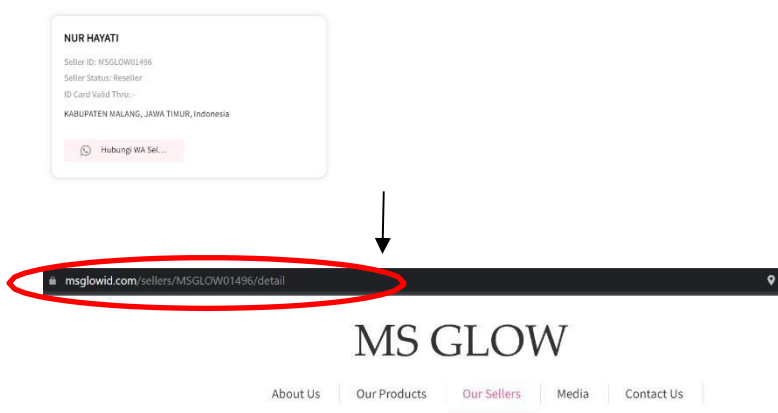 NUR HAYATI
Seller ID: MSGLOW01496
Seller Status: Reseller
ID Card Valid Thru: -
KABUPATEN MALANG, JAWA TIMUR, Indonesia
Hubungi WA Sel...
msglowid.com/sellers/MSGLOW01496/detail
MS GLOW
About Us Our Products Our Sellers Media Contact Us